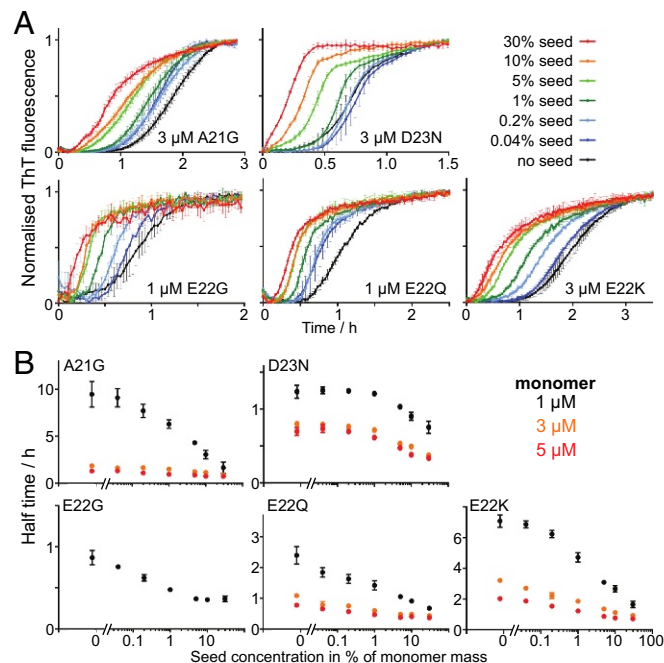 A
Normalised ThT fluorescence
1
0
0 1 2 3
3 μM A21G
0 0.5 1 1.5
3 μM D23N
30% seed
10% seed
5% seed
1% seed
0.2% seed
0.04% seed
no seed
1
0
0 1 2
1 μM E22G
0 1 2
1 μM E22Q
0 1 2 3
3 μM E22K
Time / h
B
Half time / h
A21G
10
5
0
D23N
1
0
monomer
1 μM
3 μM
5 μM
E22G
1
0
0 0.1 1 10
E22Q
3
2
1
0
0 0.1 1 10
E22K
6
4
2
0
0 0.1 1 10 100
Seed concentration in % of monomer mass